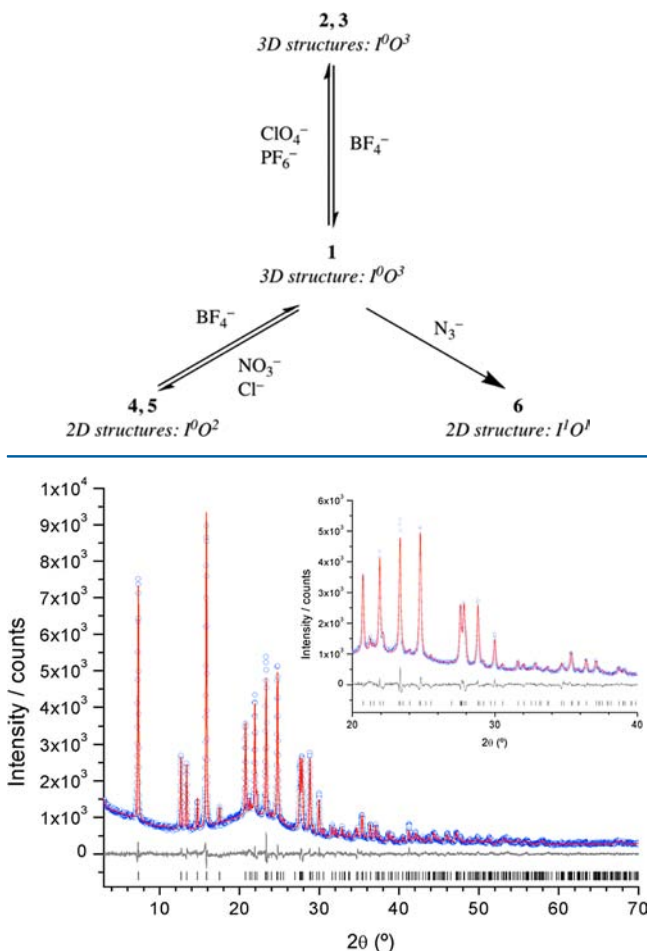 2, 3
3D structures: I⁰O³
ClO₄⁻
PF₆⁻
BF₄⁻
1
3D structure: I⁰O³
BF₄⁻
NO₃⁻
Cl⁻
N₃⁻
4, 5
2D structures: I⁰O²
6
2D structure: I¹O¹
Intensity / counts
1x10⁴
9x10³
8x10³
7x10³
6x10³
5x10³
4x10³
3x10³
2x10³
1x10³
0
10 20 30 40 50 60 70
2θ (º)
Intensity / counts
6x10³
5x10³
4x10³
3x10³
2x10³
1x10³
0
20 25 30 35 40
2θ (º)